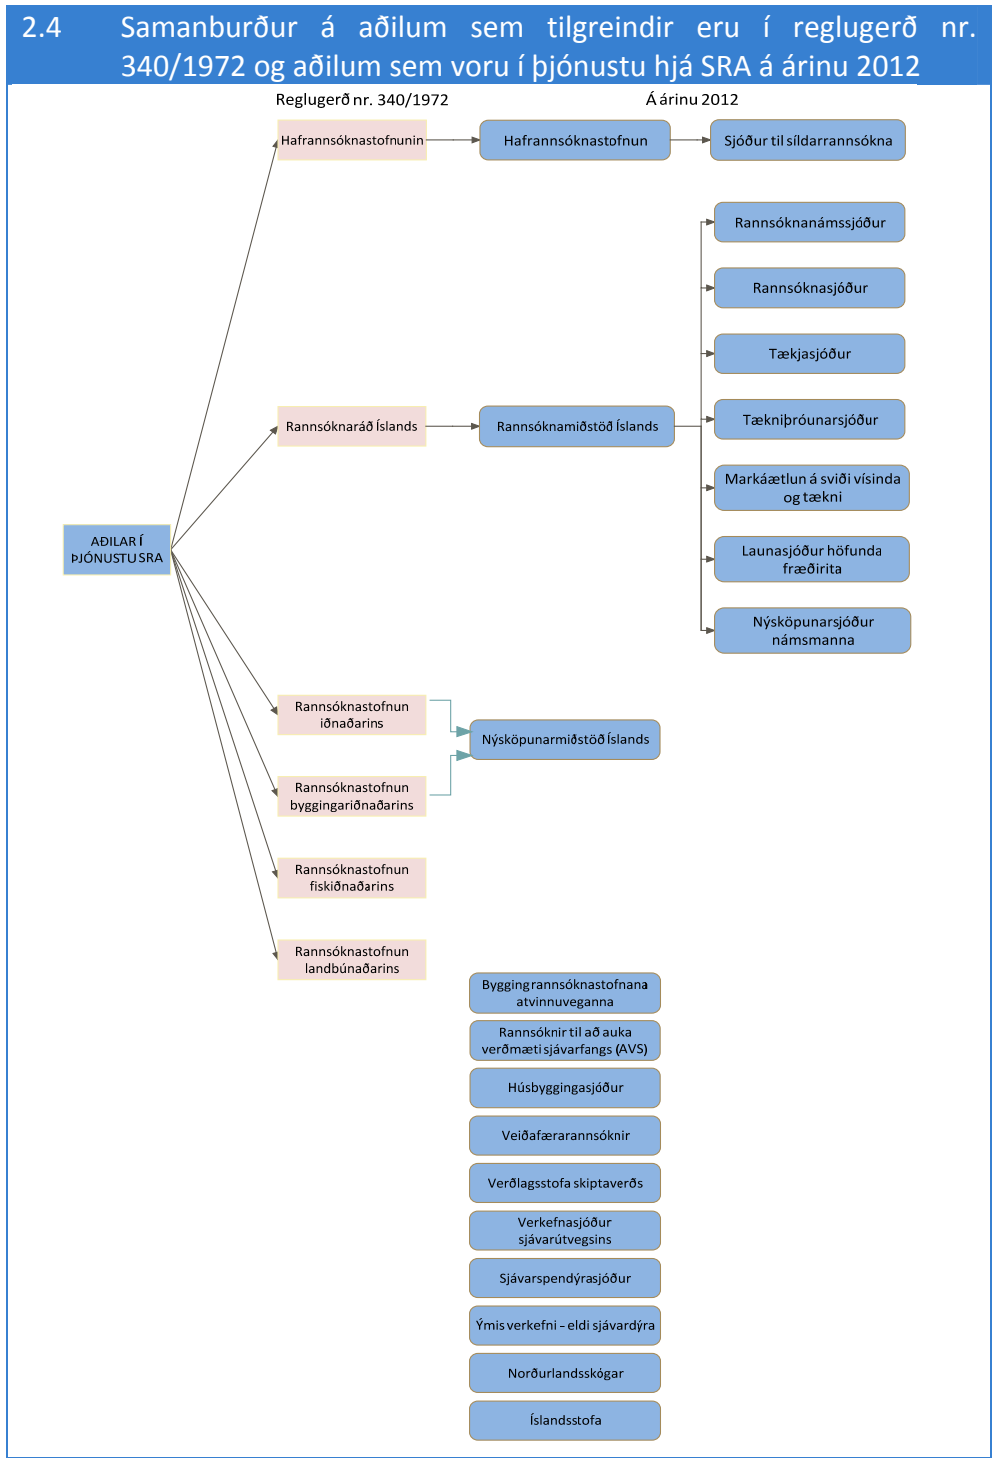 2.4 Samanburður á aðilum sem tilgreindir eru í reglugerð nr.
340/1972 og aðilum sem voru í þjónustu hjá SRA á árinu 2012
Reglugerð nr. 340/1972
Á árinu 2012
Hafrannsóknastofnunin
Hafrannsóknastofnun
Sjóður til síldarrannsókna
Rannsóknanámssjóður
Rannsóknasjóður
Tækjasjóður
Rannsóknaráð Íslands
Rannsóknamiðstöð Íslands
Tækniþróunarsjóður
Markáætlun á sviði vísinda
og tækni
AÐILAR Í
ÞJÓNUSTU SRA
Launasjóður höfunda
fræðirita
Nýsköpunarsjóður
námsmanna
Rannsóknastofnun
iðnaðarins
Nýsköpunarmiðstöð Íslands
Rannsóknastofnun
byggingariðnaðarins
Rannsóknastofnun
fiskiðnaðarins
Rannsóknastofnun
landbúnaðarins
Bygging rannsóknastofnana
atvinnuveganna
Rannsóknir til að auka
verðmæti sjávarfangs (AVS)
Húsbyggingasjóður
Veiðafærarannsóknir
Verðlagsstofa skiptaverðs
Verkefnasjóður
sjávarútvegsins
Sjávarspendýrasjóður
Ýmis verkefni - eldi sjávardýra
Norðurlandsskógar
Íslandsstofa